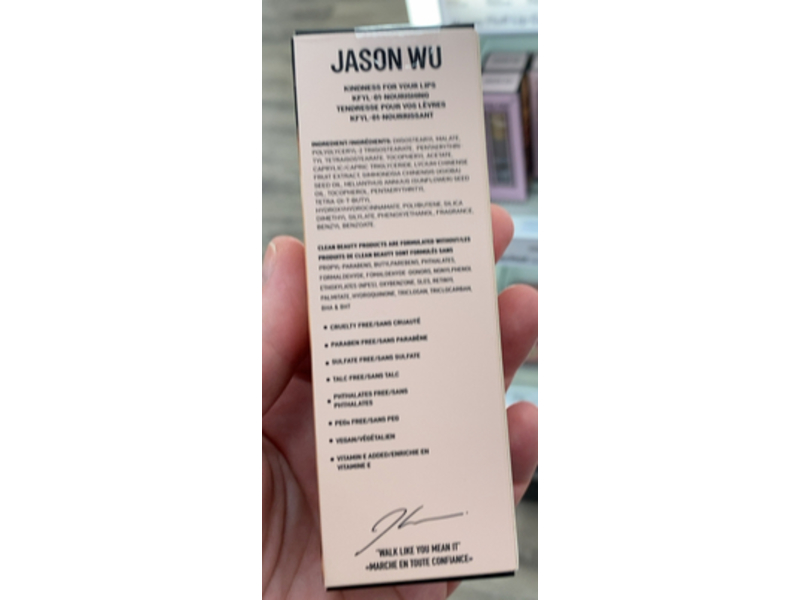 JASON WU
KINDNESS FOR YOUR LIPS
KFYL-01 NOURISHING
TENDRESSE POUR VOS LÈVRES
KFYL-01 NOURRISSANT
INGREDIENT/INGRÉDIENTS: DIISOSTEARYL MALATE,
POLYGLYCERYL-2 TRIISOSTEARATE, PENTAERYTHRI-
TYL TETRAISOSTEARATE, TOCOPHERYL ACETATE,
CAPRYLIC/CAPRIC TRIGLYCERIDE, LYCIUM CHINENSE
FRUIT EXTRACT, SIMMONDSIA CHINENSIS (JOJOBA)
SEED OIL, HELIANTHUS ANNUUS (SUNFLOWER) SEED
OIL, TOCOPHEROL, PENTAERYTHRITYL
TETRA-DI-T-BUTYL
HYDROXYHYDROCINNAMATE, POLYBUTENE, SILICA
DIMETHYL SILYLATE, PHENOXYETHANOL, FRAGRANCE,
BENZYL BENZOATE.
CLEAN BEAUTY PRODUCTS ARE FORMULATED WITHOUT/LES
PRODUITS DE CLEAN BEAUTY SONT FORMULÉS SANS
PROPYL-PARABENS, BUTYLPARABENS, PHTHALATES,
FORMALDEHYDE, FORMALDEHYDE-DONORS, NONYLPHENOL
ETHOXYLATES (NPES), OXYBENZONE, RETINYL
PALMITATE, HYDROQUINONE, TRICLOSAN, TRICLOCARBAN,
BHA & BHT
• CRUELTY FREE/SANS CRUAUTÉ
• PARABEN FREE/SANS PARABÈNE
• SULFATE FREE/SANS SULFATE
• TALC FREE/SANS TALC
• PHTHALATES FREE/SANS
PHTHALATES
• PEGs FREE/SANS PEG
• VEGAN/VÉGÉTALIEN
• VITAMIN E ADDED/ENRICHIE EN
VITAMINE E
"WALK LIKE YOU MEAN IT"
«MARCHE EN TOUTE CONFIANCE»